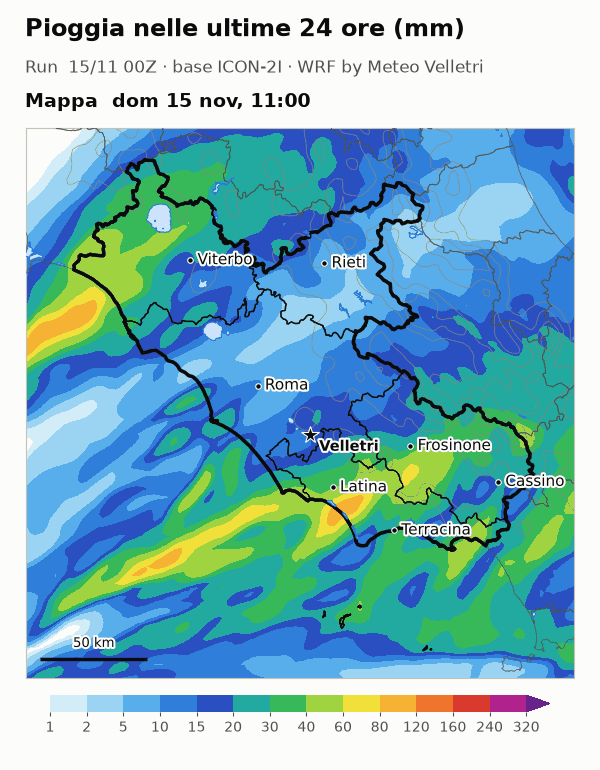 Pioggia nelle ultime 24 ore (mm)
Run 15/11 00Z · base ICON-2I · WRF by Meteo Velletri
Mappa dom 15 nov, 11:00
Viterbo
Rieti
Roma
Velletri
Frosinone
Latina
Cassino
Terracina
50 km
1 2 5 10 15 20 30 40 60 80 120 160 240 320